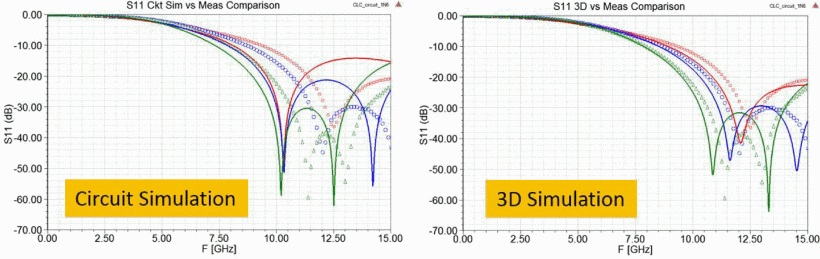 S11 Ckt Sim vs Meas Comparison
CLC_circuit_1N6
0.00
-10.00
-20.00
-30.00
-40.00
-50.00
-60.00
-70.00
S11 (dB)
Circuit Simulation
0.00 2.50 5.00 7.50 10.00 12.50 15.00
F [GHz]
S11 3D vs Meas Comparison
CLC_circuit_1N6
0.00
-10.00
-20.00
-30.00
-40.00
-50.00
-60.00
-70.00
S11 (dB)
3D Simulation
0.00 2.50 5.00 7.50 10.00 12.50 15.00
F [GHz]